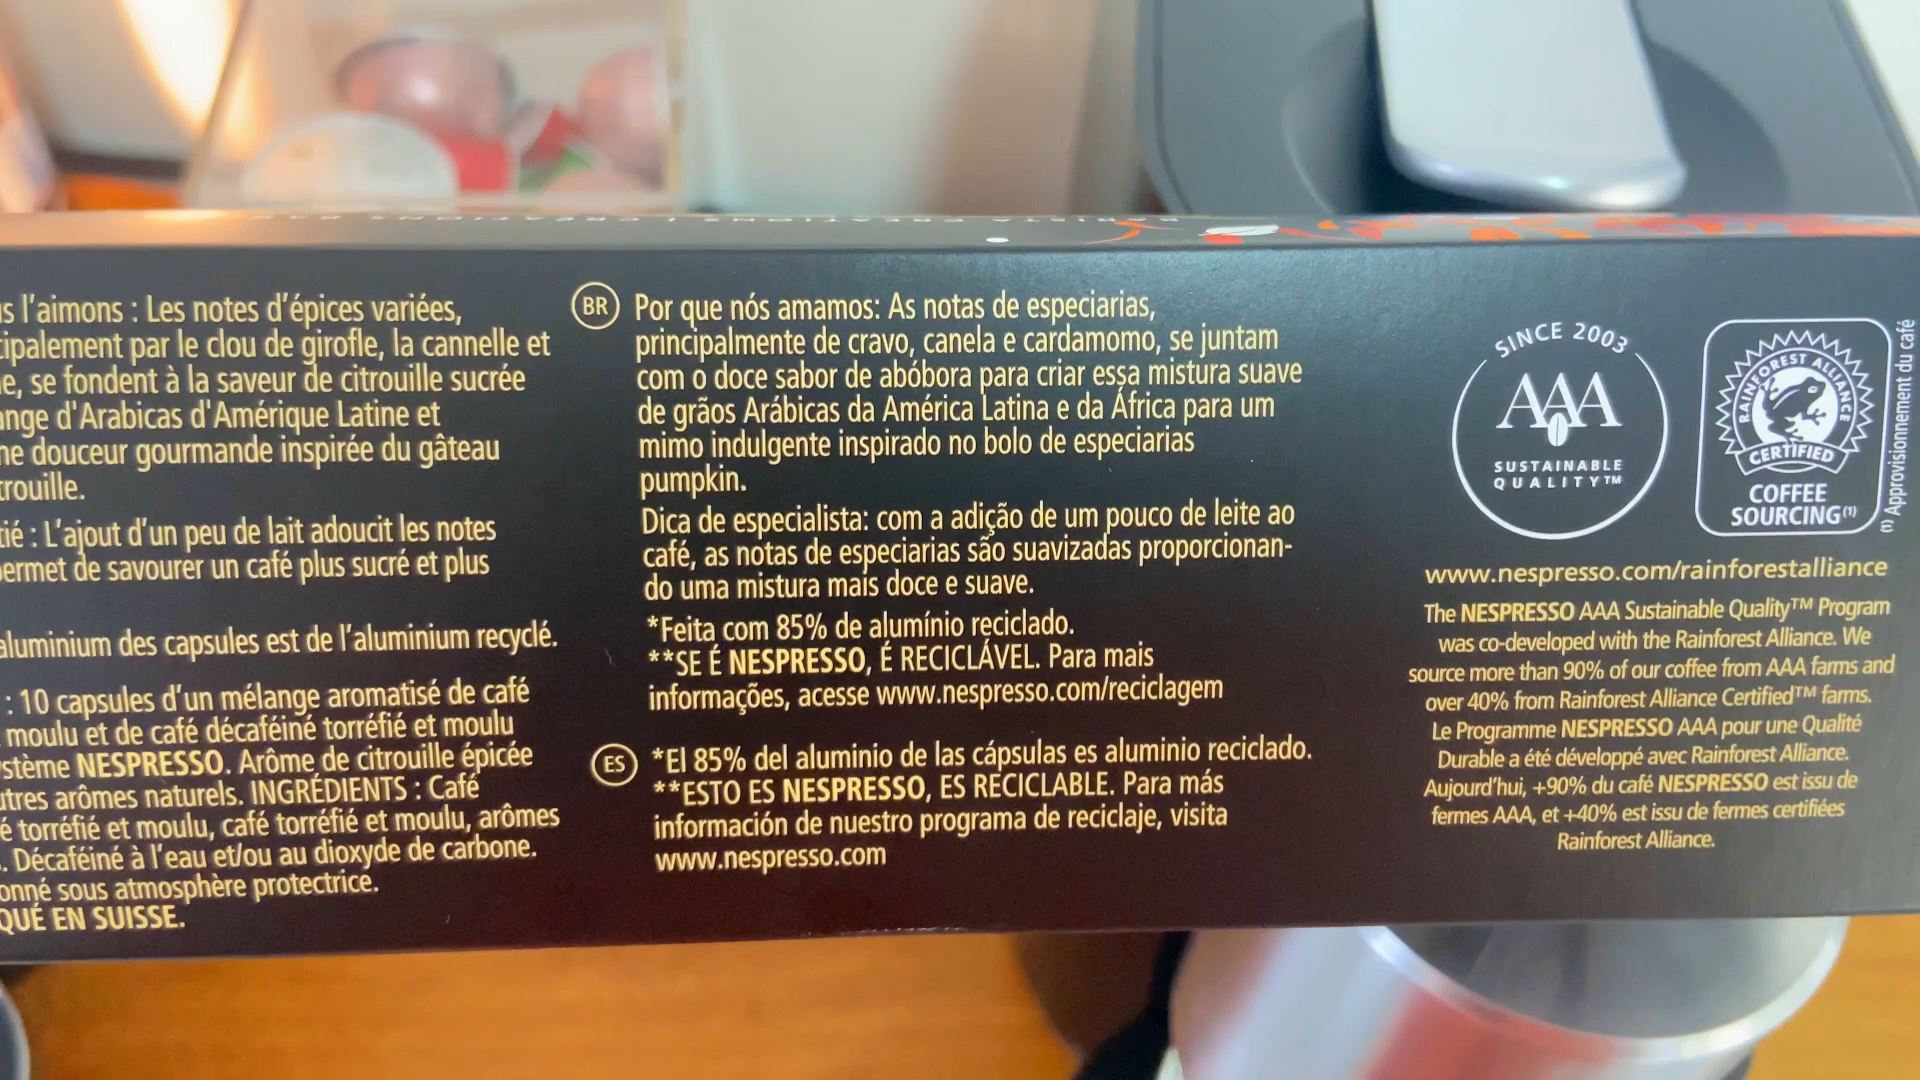 l'aimons : Les notes d'épices variées,
par le clou de girofle, la cannelle et
se fondent à la saveur de citrouille sucrée
d'Arabicas d'Amérique Latine et
douceur gourmande inspirée du gâteau
: L'ajout d'un peu de lait adoucit les notes
de savourer un café plus sucré et plus
aluminium des capsules est de l'aluminium recyclé.
: 10 capsules d'un mélange aromatisé de café
moulu et de café décaféiné torréfié et moulu
NESPRESSO. Arôme de citrouille épicée
arômes naturels. INGRÉDIENTS : Café
torréfié et moulu, café torréfié et moulu, arômes
. Décaféiné à l'eau et/ou au dioxyde de carbone.
sous atmosphère protectrice.
EN SUISSE.
BR
Por que nós amamos: As notas de especiarias,
principalmente de cravo, canela e cardamomo, se juntam
com o doce sabor de abóbora para criar essa mistura suave
de grãos Arábicas da América Latina e da África para um
mimo indulgente inspirado no bolo de especiarias
pumpkin.
Dica de especialista: com a adição de um pouco de leite ao
café, as notas de especiarias são suavizadas proporcionan-
do uma mistura mais doce e suave.
*Feita com 85% de alumínio reciclado.
**SE É NESPRESSO, É RECICLÁVEL. Para mais
informações, acesse www.nespresso.com/reciclagem
ES
*El 85% del aluminio de las cápsulas es aluminio reciclado.
**ESTO ES NESPRESSO, ES RECICLABLE. Para más
información de nuestro programa de reciclaje, visita
www.nespresso.com
SINCE 2003
AAA
SUSTAINABLE
QUALITY™
RAINFOREST ALLIANCE
CERTIFIED
COFFEE
SOURCING(1)
(1) Approvisionnement du café
www.nespresso.com/rainforestalliance
The NESPRESSO AAA Sustainable Quality™ Program
was co-developed with the Rainforest Alliance. We
source more than 90% of our coffee from AAA farms and
over 40% from Rainforest Alliance Certified™ farms.
Le Programme NESPRESSO AAA pour une Qualité
Durable a été développé avec Rainforest Alliance.
Aujourd'hui, +90% du café NESPRESSO est issu de
fermes AAA, et +40% est issu de fermes certifiées
Rainforest Alliance.